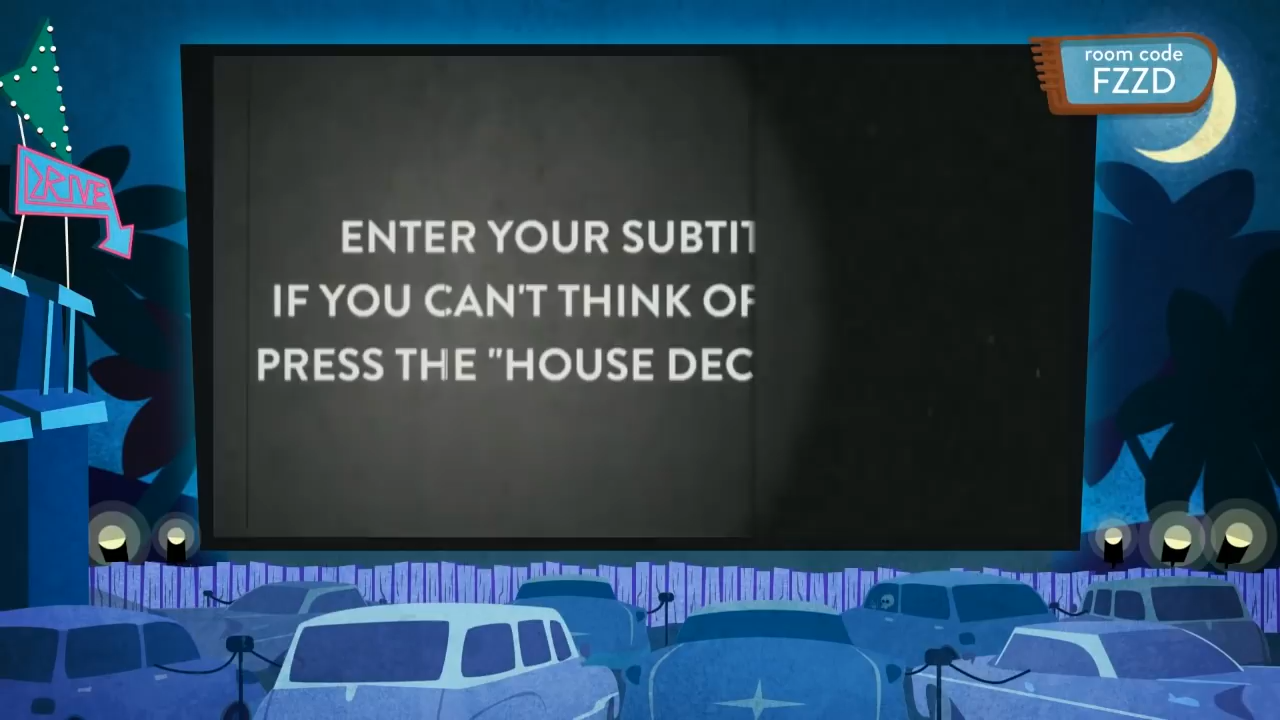 DRIVE
room code
FZZD
ENTER YOUR SUBTIT
IF YOU CAN'T THINK OF
PRESS THE "HOUSE DEC